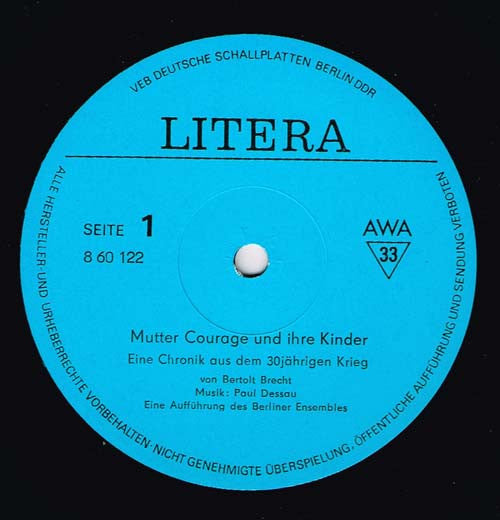 VEB DEUTSCHE SCHALLPLATTEN BERLIN DDR
LITERA
SEITE 1
8 60 122
AWA
33
Mutter Courage und ihre Kinder
Eine Chronik aus dem 30jährigen Krieg
von Bertolt Brecht
Musik: Paul Dessau
Eine Aufführung des Berliner Ensembles
ALLE HERSTELLER-UND URHEBERRECHTE VORBEHALTEN·NICHT GENEHMIGTE ÜBERSPIELUNG, ÖFFENTLICHE AUFFÜHRUNG UND SENDUNG VERBOTEN